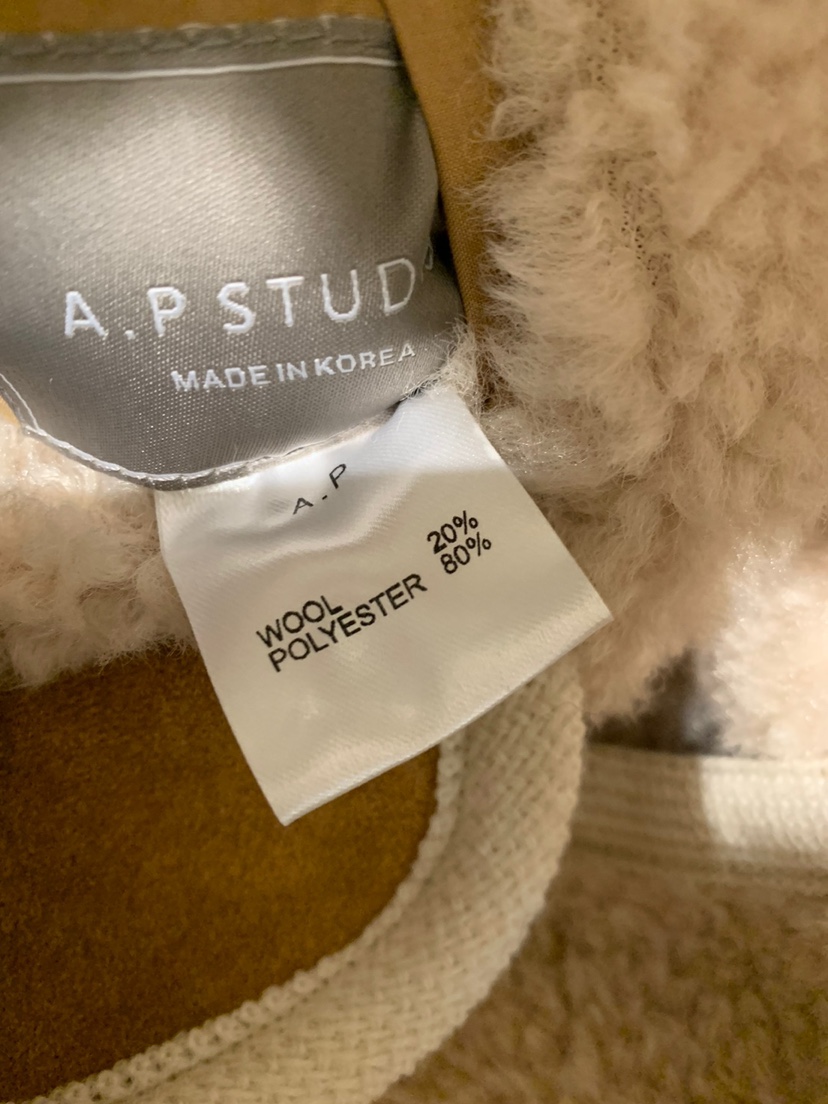 A.P STUD
MADE IN KOREA
A.P
WOOL 20%
POLYESTER 80%